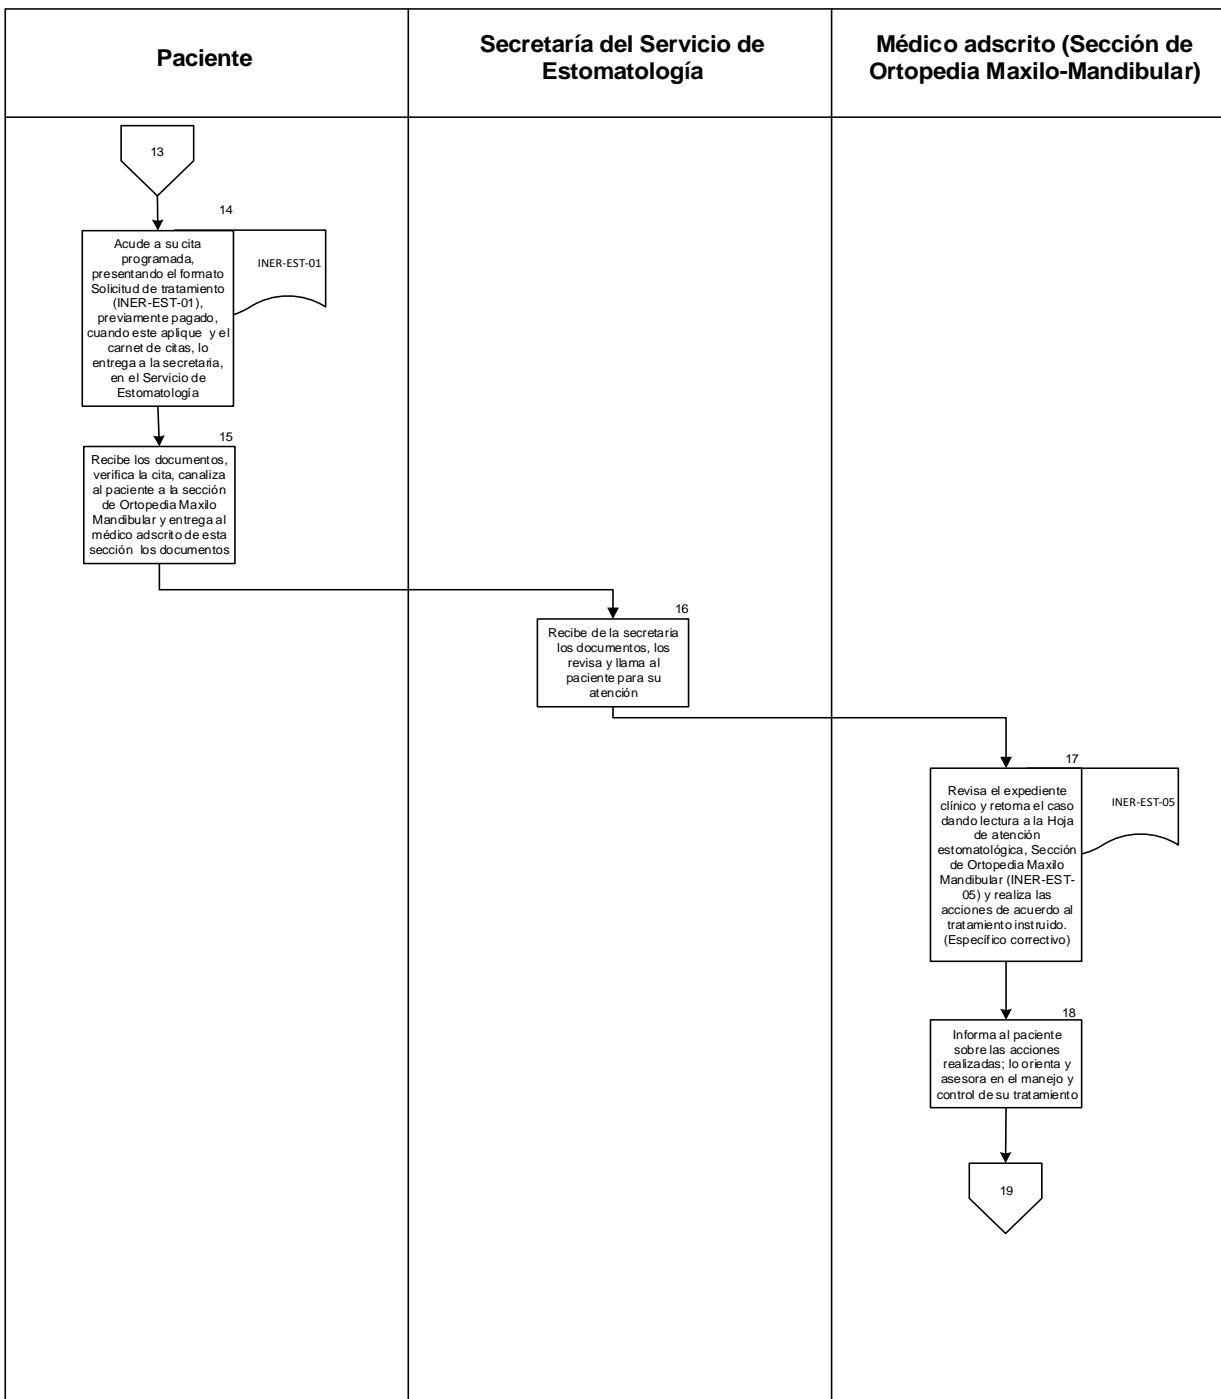 Paciente
Secretaría del Servicio de
Estomatología
Médico adscrito (Sección de
Ortopedia Maxilo-Mandibular)
13
14
Acude a su cita
programada,
presentando el formato
Solicitud de tratamiento
(INER-EST-01),
previamente pagado,
cuando este aplique y el
carnet de citas, lo
entrega a la secretaria,
en el Servicio de
Estomatología
INER-EST-01
15
Recibe los documentos,
verifica la cita, canaliza
al paciente a la sección
de Ortopedia Maxilo
Mandibular y entrega al
médico adscrito de esta
sección los documentos
16
Recibe de la secretaria
los documentos, los
revisa y llama al
paciente para su
atención
17
Revisa el expediente
clínico y retoma el caso
dando lectura a la Hoja
de atención
estomatológica, Sección
de Ortopedia Maxilo
Mandibular (INER-EST-
05) y realiza las
acciones de acuerdo al
tratamiento instruido.
(Específico correctivo)
INER-EST-05
18
Informa al paciente
sobre las acciones
realizadas; lo orienta y
asesora en el manejo y
control de su tratamiento
19